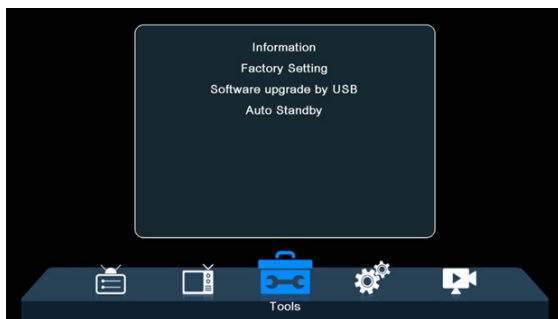 Information
Factory Setting
Software upgrade by USB
Auto Standby
Tools